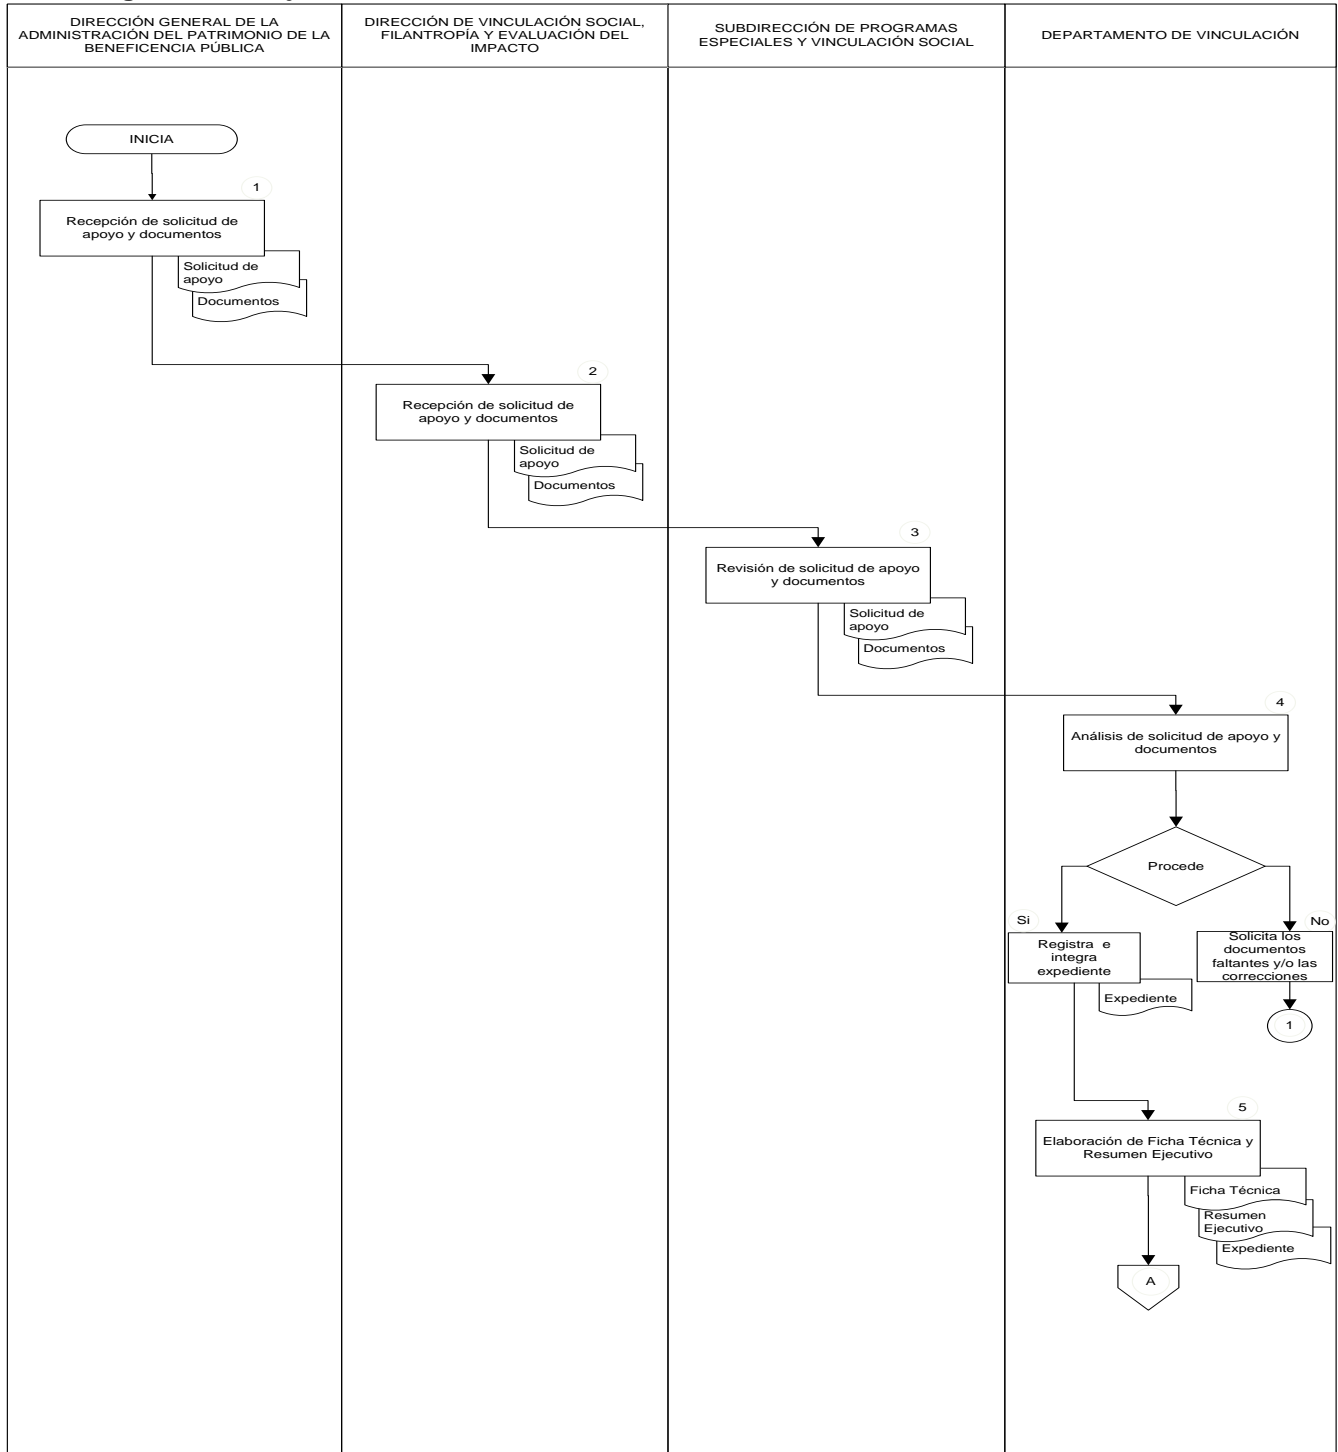 DIRECCIÓN GENERAL DE LA
ADMINISTRACIÓN DEL PATRIMONIO DE LA
BENEFICENCIA PÚBLICA
DIRECCIÓN DE VINCULACIÓN SOCIAL,
FILANTROPÍA Y EVALUACIÓN DEL
IMPACTO
SUBDIRECCIÓN DE PROGRAMAS
ESPECIALES Y VINCULACIÓN SOCIAL
DEPARTAMENTO DE VINCULACIÓN
INICIA
1
Recepción de solicitud de
apoyo y documentos
Solicitud de
apoyo
Documentos
2
Recepción de solicitud de
apoyo y documentos
Solicitud de
apoyo
Documentos
3
Revisión de solicitud de apoyo
y documentos
Solicitud de
apoyo
Documentos
4
Análisis de solicitud de apoyo y
documentos
Procede
Si
No
Registra e
integra
expediente
Expediente
Solicita los
documentos
faltantes y/o las
correcciones
1
5
Elaboración de Ficha Técnica y
Resumen Ejecutivo
Ficha Técnica
Resumen
Ejecutivo
Expediente
A